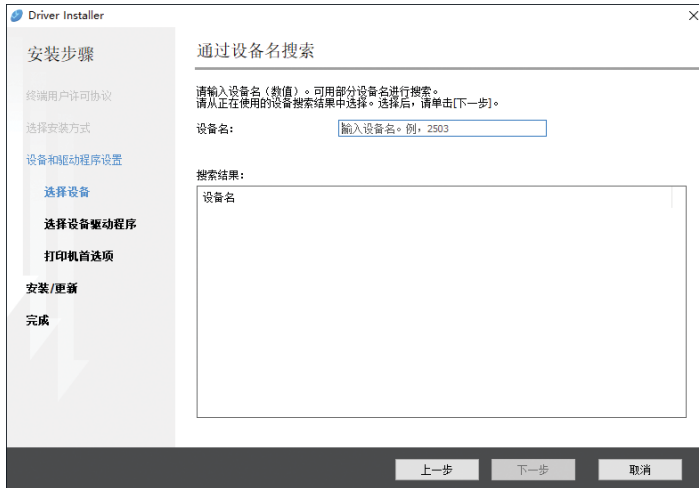 Driver Installer
安装步骤
终端用户许可协议
选择安装方式
设备和驱动程序设置
选择设备
选择设备驱动程序
打印机首选项
安装/更新
完成
通过设备名搜索
请输入设备名（数值）。可用部分设备名进行搜索。
请从正在使用的设备搜索结果中选择。选择后，请单击[下一步]。
设备名：
输入设备名。例，2503
搜索结果：
设备名
上一步
下一步
取消